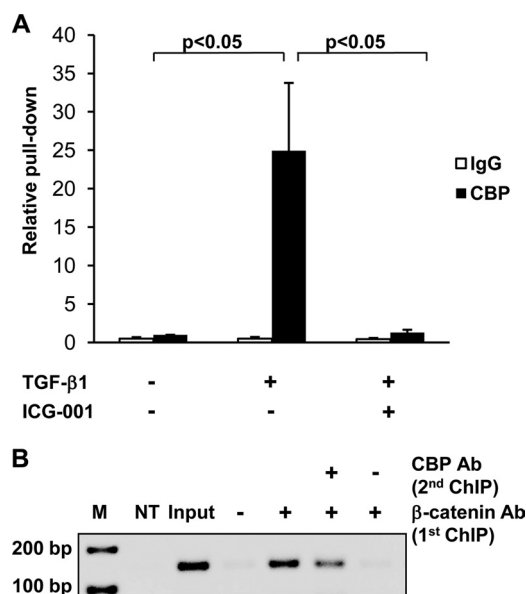 A
p<0.05 p<0.05
40
35
30
25
20
15
10
5
0
Relative pull-down
IgG
CBP
TGF-β1 - + +
ICG-001 - - +
B
+ - CBP Ab
(2nd ChIP)
M NT Input - + + + β-catenin Ab
(1st ChIP)
200 bp
100 bp